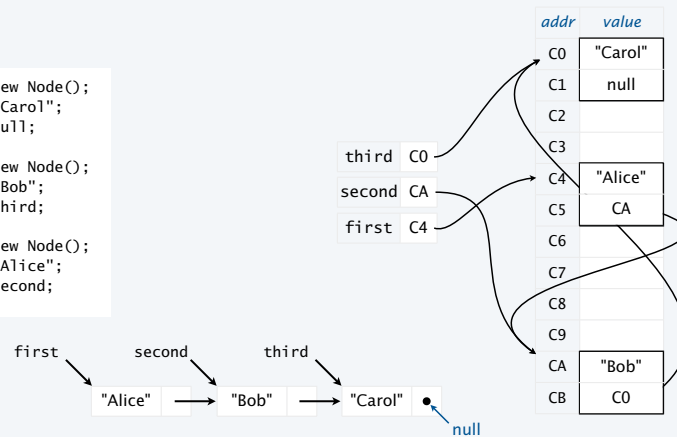 ew Node();
Carol";
ull;
ew Node();
Bob";
hird;
ew Node();
Alice";
econd;
third C0
second CA
first C4
addr value
C0 "Carol"
C1 null
C2
C3
C4 "Alice"
C5 CA
C6
C7
C8
C9
CA "Bob"
CB C0
first second third
"Alice" "Bob" "Carol"
null